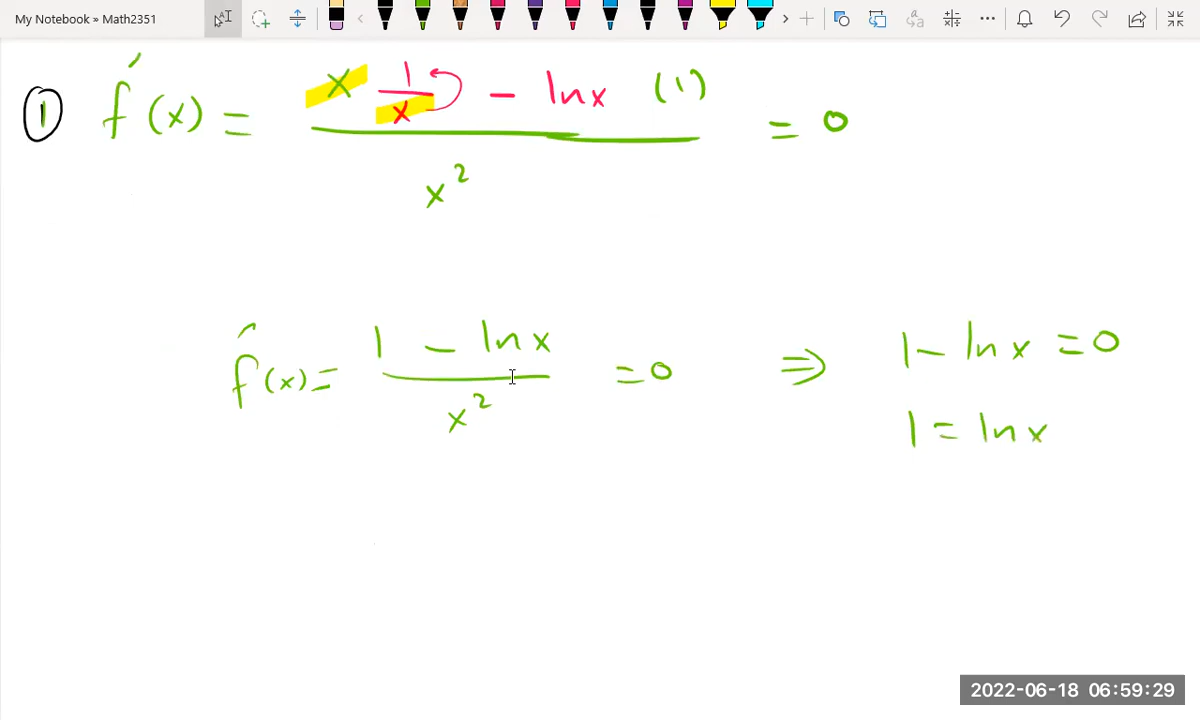 My Notebook » Math2351
① f'(x) = (x 1/x - ln x (1)) / x² = 0
f'(x) = (1 - ln x) / x² = 0 ⇒ 1 - ln x = 0
1 = ln x
2022-06-18 06:59:29